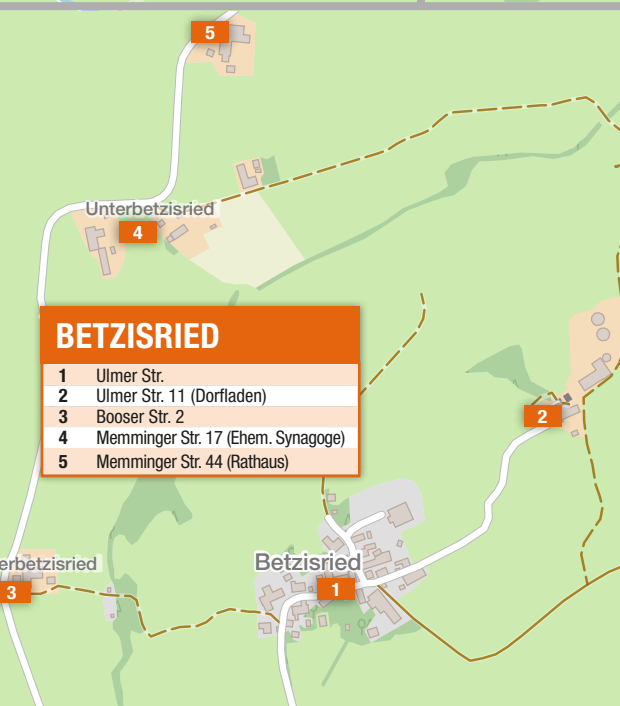 5
Unterbetzisried
4
BETZISRIED
1 Ulmer Str.
2 Ulmer Str. 11 (Dorfladen)
3 Booser Str. 2
4 Memminger Str. 17 (Ehem. Synagoge)
5 Memminger Str. 44 (Rathaus)
2
erbetzisried
Betzisried
3
1